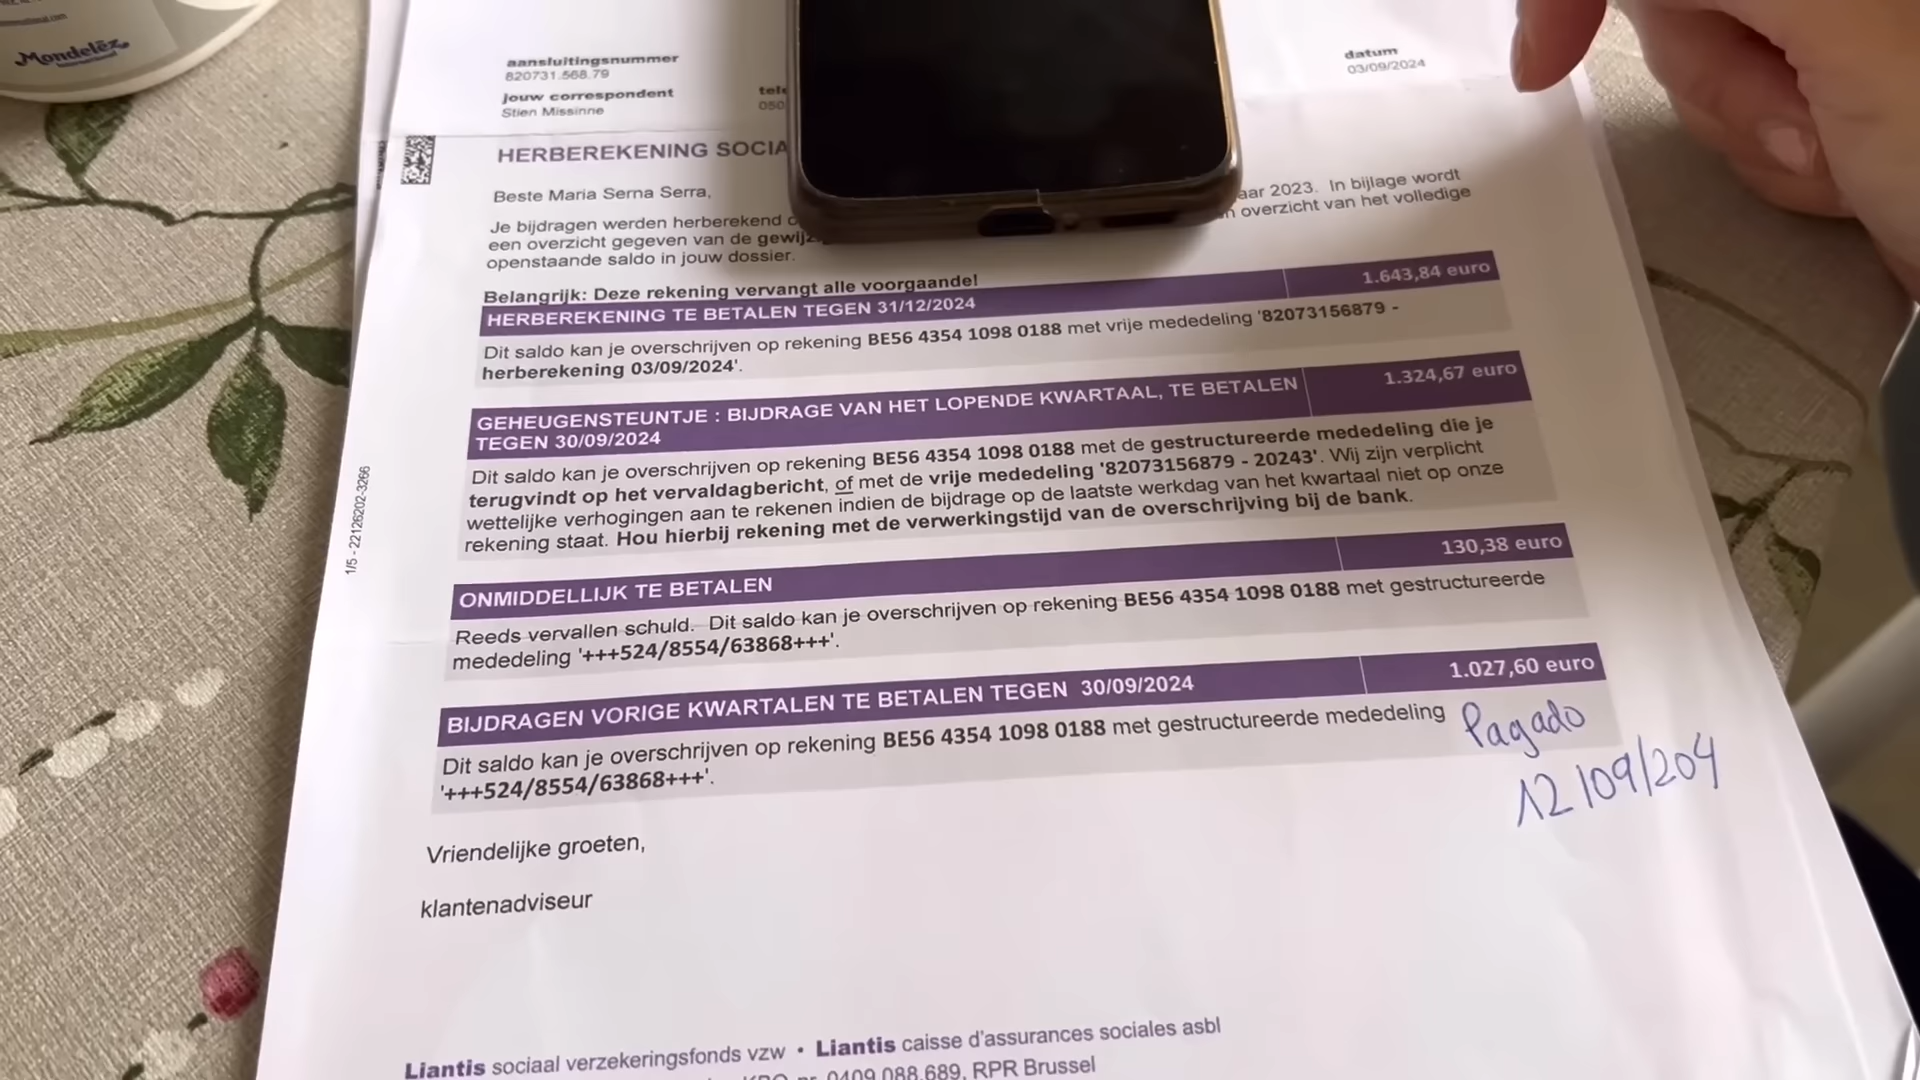 Mondelēz
International
aansluitingsnummer
820731.568.79
jouw correspondent
Stien Missinne
datum
03/09/2024
HERBEREKENING
Beste Maria Serna Serra,
Je bijdragen werden herberekend
2023. In bijlage wordt
een overzicht gegeven van de
overzicht van het volledige
openstaande saldo in jouw dossier.
Belangrijk: Deze rekening vervangt alle voorgaande!
HERBEREKENING TE BETALEN TEGEN 31/12/2024 1.643,84 euro
Dit saldo kan je overschrijven op rekening BE56 4354 1098 0188 met vrije mededeling '82073156879 -
herberekening 03/09/2024'.
GEHEUGENSTEUNTJE : BIJDRAGE VAN HET LOPENDE KWARTAAL, TE BETALEN 1.324,67 euro
TEGEN 30/09/2024
Dit saldo kan je overschrijven op rekening BE56 4354 1098 0188 met de gestructureerde mededeling die je
terugvindt op het vervaldagbericht, of met de vrije mededeling '82073156879 - 20243'. Wij zijn verplicht
wettelijke verhogingen aan te rekenen indien de bijdrage op de laatste werkdag van het kwartaal niet op onze
rekening staat. Hou hierbij rekening met de verwerkingstijd van de overschrijving bij de bank.
ONMIDDELLIJK TE BETALEN 130,38 euro
Reeds vervallen schuld. Dit saldo kan je overschrijven op rekening BE56 4354 1098 0188 met gestructureerde
mededeling '+++524/8554/63868+++'.
BIJDRAGEN VORIGE KWARTALEN TE BETALEN TEGEN 30/09/2024 1.027,60 euro
Dit saldo kan je overschrijven op rekening BE56 4354 1098 0188 met gestructureerde mededeling
'+++524/8554/63868+++'.
Pagado
12/09/204
Vriendelijke groeten,
klantenadviseur
1/5 - 22126202-3266
Liantis sociaal verzekeringsfonds vzw • Liantis caisse d'assurances sociales asbl
0409.088.689, RPR Brussel